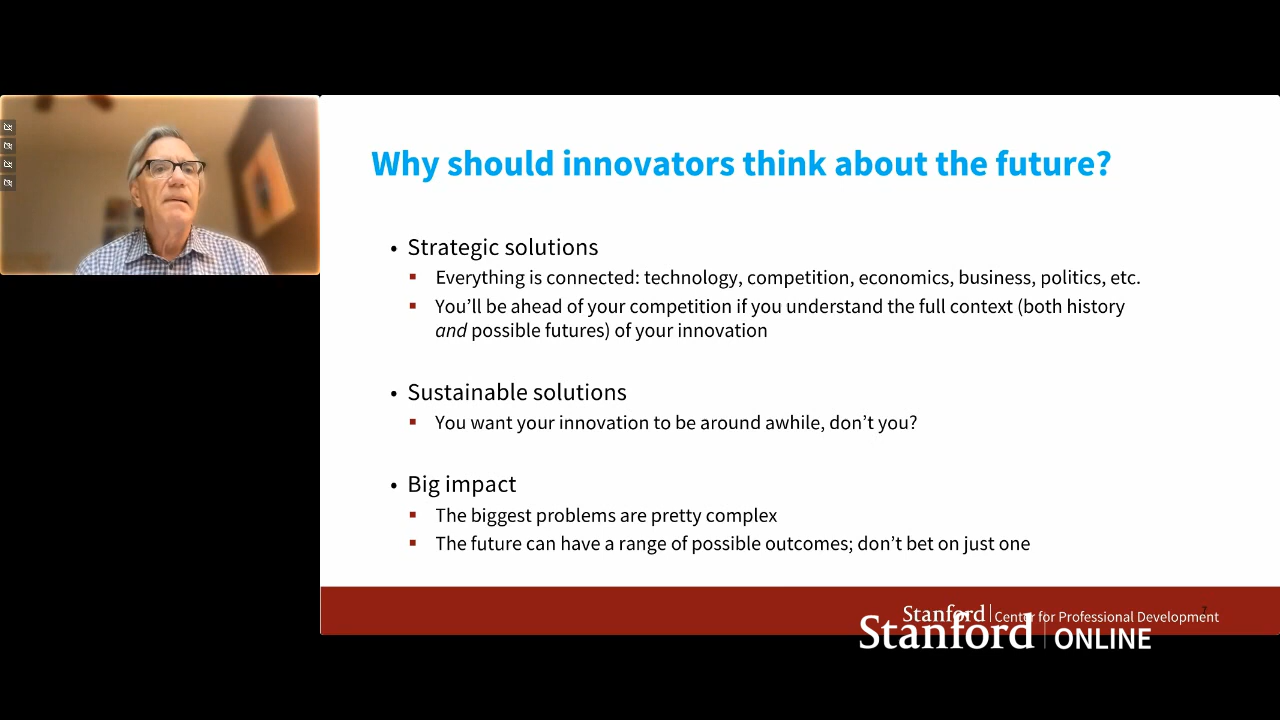 Why should innovators think about the future?
• Strategic solutions
▪ Everything is connected: technology, competition, economics, business, politics, etc.
▪ You’ll be ahead of your competition if you understand the full context (both history
and possible futures) of your innovation
• Sustainable solutions
▪ You want your innovation to be around awhile, don’t you?
• Big impact
▪ The biggest problems are pretty complex
▪ The future can have a range of possible outcomes; don’t bet on just one
7
Stanford | Center for Professional Development
Stanford | ONLINE